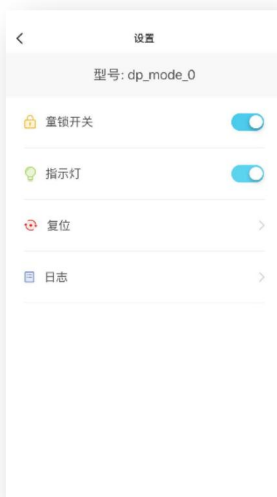 设置
型号: dp_mode_0
童锁开关
指示灯
复位
日志